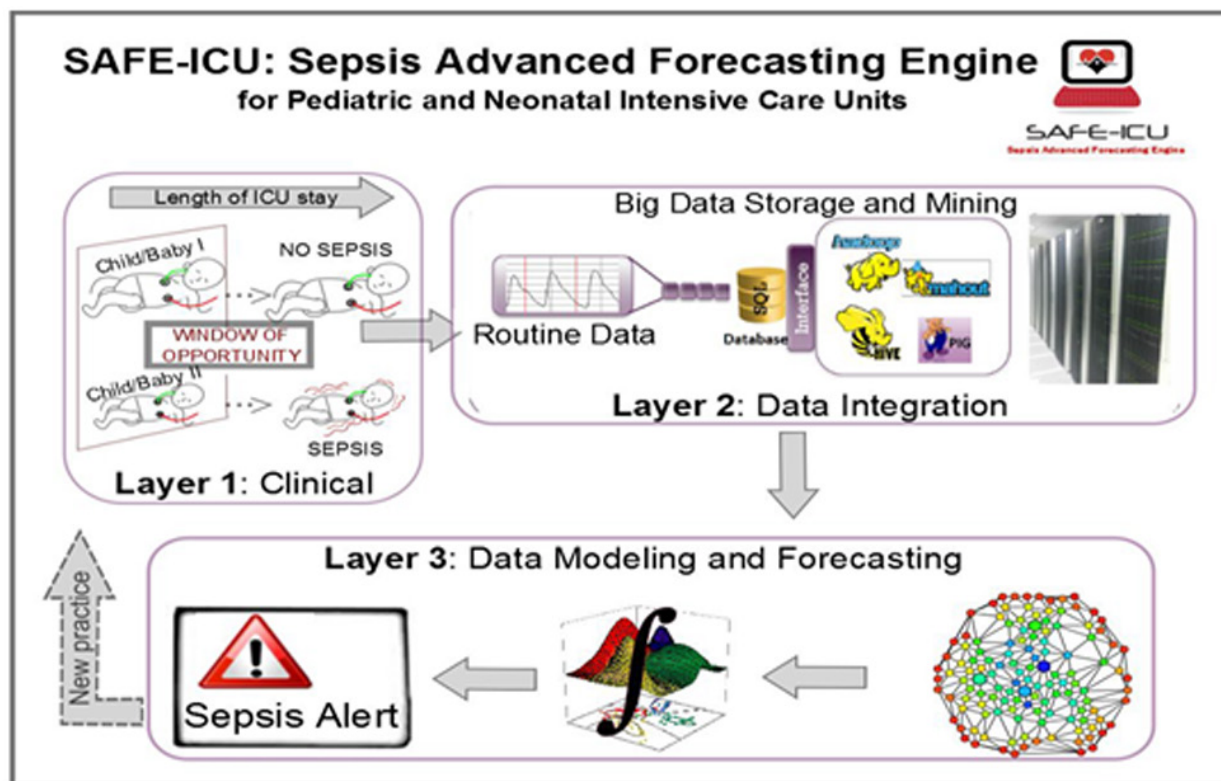 SAFE-ICU: Sepsis Advanced Forecasting Engine
for Pediatric and Neonatal Intensive Care Units
SAFE-ICU
Sepsis Advanced Forecasting Engine
Length of ICU stay
Child/Baby I
NO SEPSIS
WINDOW OF
OPPORTUNITY
Child/Baby II
SEPSIS
Layer 1: Clinical
Big Data Storage and Mining
Routine Data
SQL
Database
Interface
mahout
HIVE
PIG
Layer 2: Data Integration
Layer 3: Data Modeling and Forecasting
Sepsis Alert
New practice